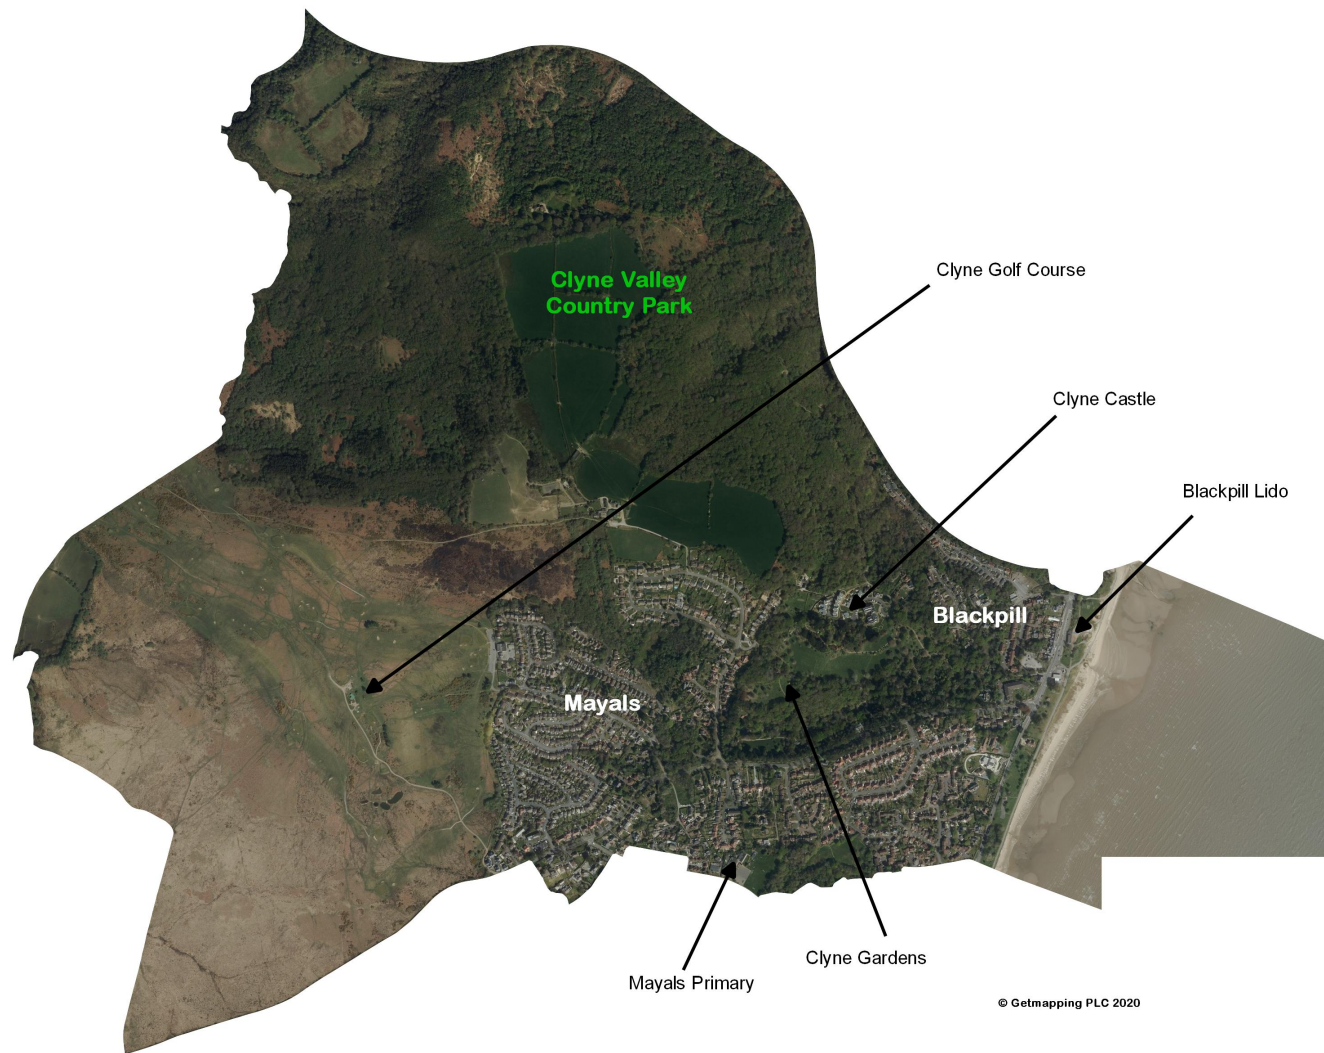 Clyne Golf Course
Clyne Valley
Country Park
Clyne Castle
Blackpill Lido
Blackpill
Mayals
Clyne Gardens
Mayals Primary
© Getmapping PLC 2020